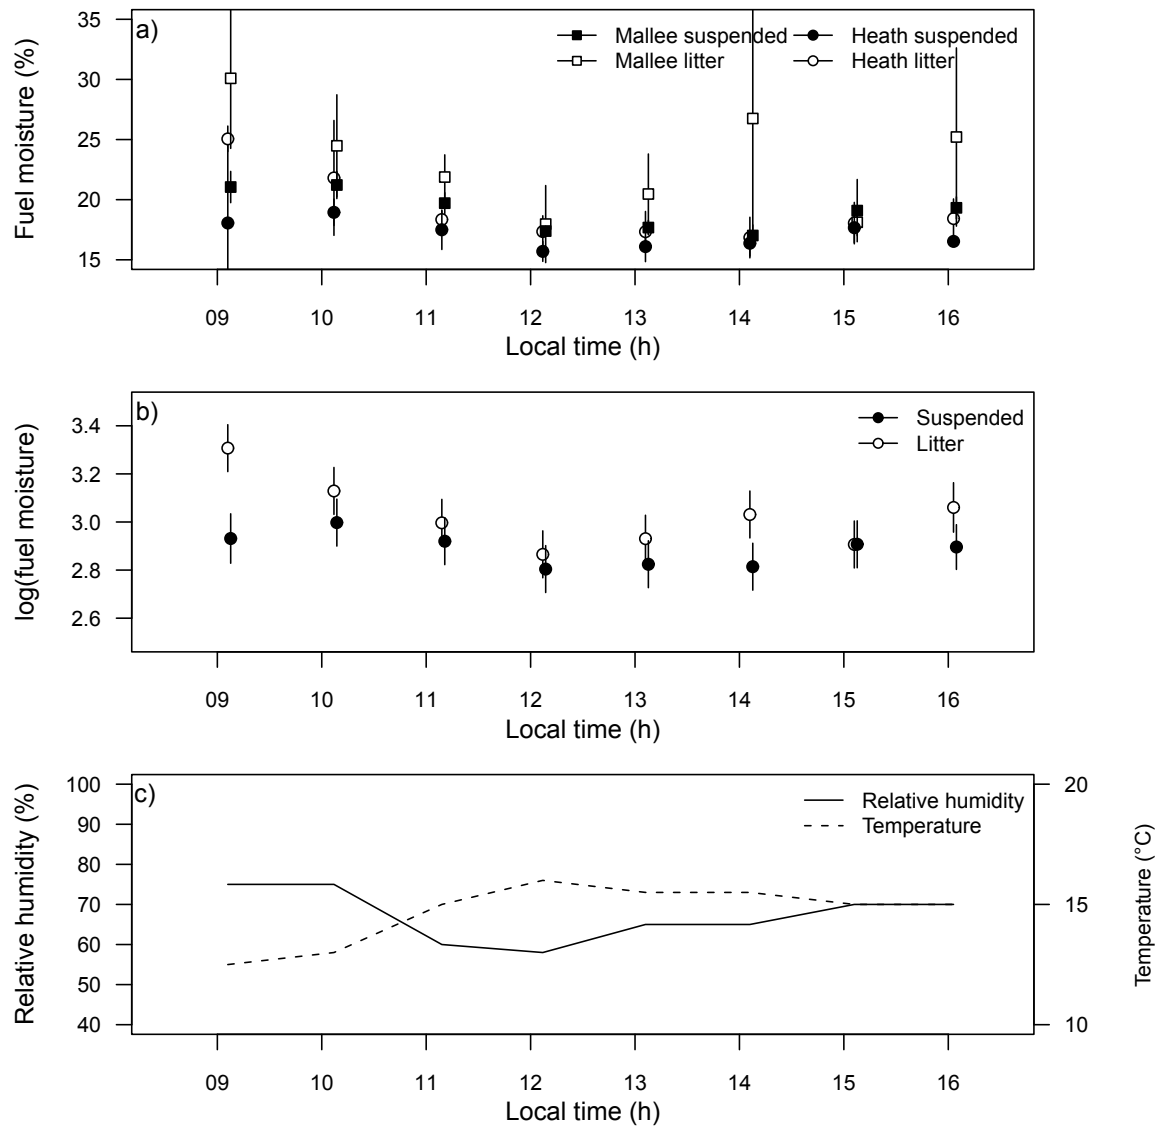 a)
Mallee suspended Heath suspended
Mallee litter Heath litter
Fuel moisture (%)
35
30
25
20
15
09 10 11 12 13 14 15 16
Local time (h)
b)
Suspended
Litter
log(fuel moisture)
3.4
3.2
3.0
2.8
2.6
09 10 11 12 13 14 15 16
Local time (h)
c)
Relative humidity
Temperature
Relative humidity (%)
100
90
80
70
60
50
40
20
15
10
Temperature (°C)
09 10 11 12 13 14 15 16
Local time (h)